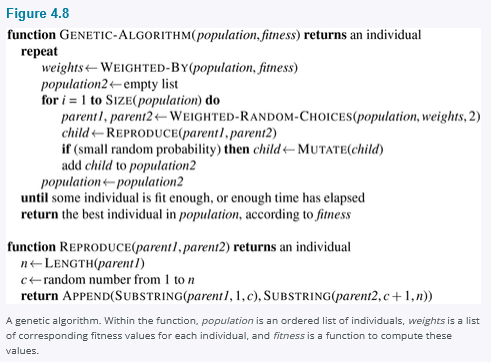 Figure 4.8
function GENETIC-ALGORITHM(population, fitness) returns an individual
repeat
weights ← WEIGHTED-BY(population, fitness)
population2 ← empty list
for i = 1 to SIZE(population) do
parent1, parent2 ← WEIGHTED-RANDOM-CHOICES(population, weights, 2)
child ← REPRODUCE(parent1, parent2)
if (small random probability) then child ← MUTATE(child)
add child to population2
population ← population2
until some individual is fit enough, or enough time has elapsed
return the best individual in population, according to fitness
function REPRODUCE(parent1, parent2) returns an individual
n ← LENGTH(parent1)
c ← random number from 1 to n
return APPEND(SUBSTRING(parent1, 1, c), SUBSTRING(parent2, c + 1, n))
A genetic algorithm. Within the function, population is an ordered list of individuals, weights is a list
of corresponding fitness values for each individual, and fitness is a function to compute these
values.